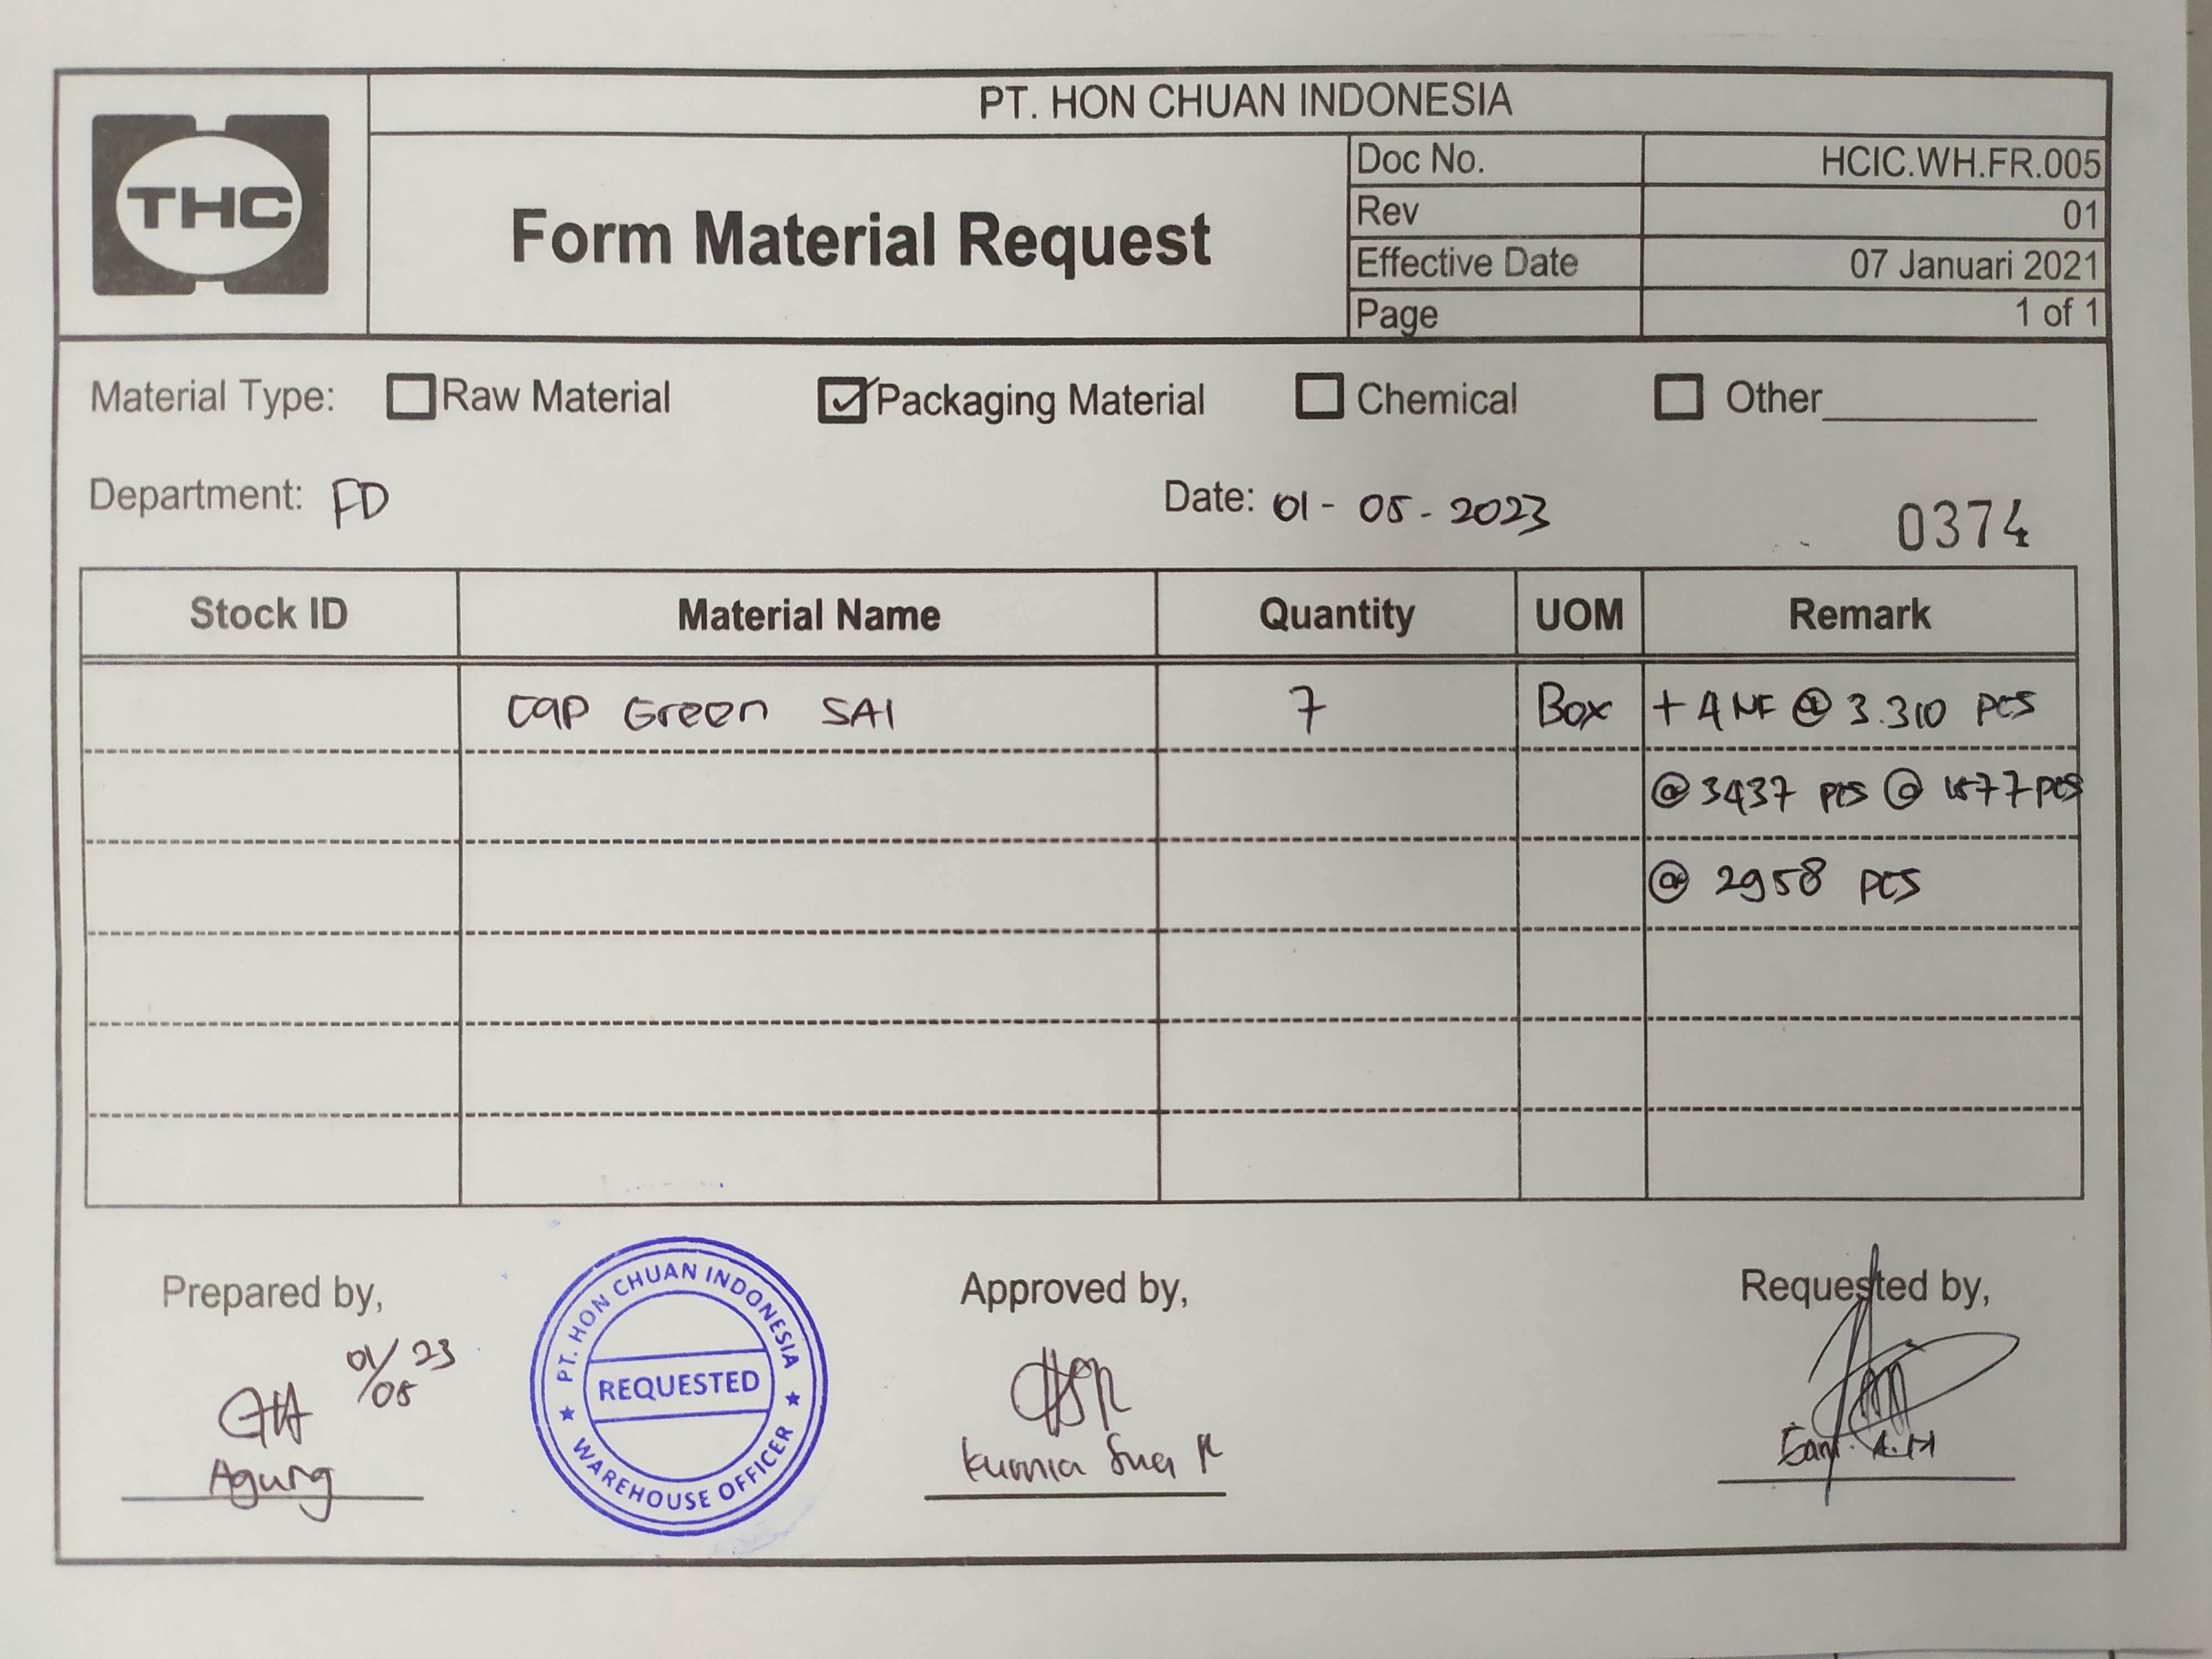 PT. HON CHUAN INDONESIA
THC
Form Material Request
Doc No. HCIC.WH.FR.005
Rev 01
Effective Date 07 Januari 2021
Page 1 of 1
Material Type: Raw Material Packaging Material Chemical Other
Department: FD Date: 01-05-2023 0374
Stock ID Material Name Quantity UOM Remark
Cap Green SAI 7 Box + 4 NF @ 3.310 pcs
@ 3437 pcs @ 1577 pcs
@ 2958 pcs
Prepared by, Approved by, Requested by,
01/05 23
Agung
Kurnia
A.H
PT. HON CHUAN INDONESIA
REQUESTED
WAREHOUSE OFFICER